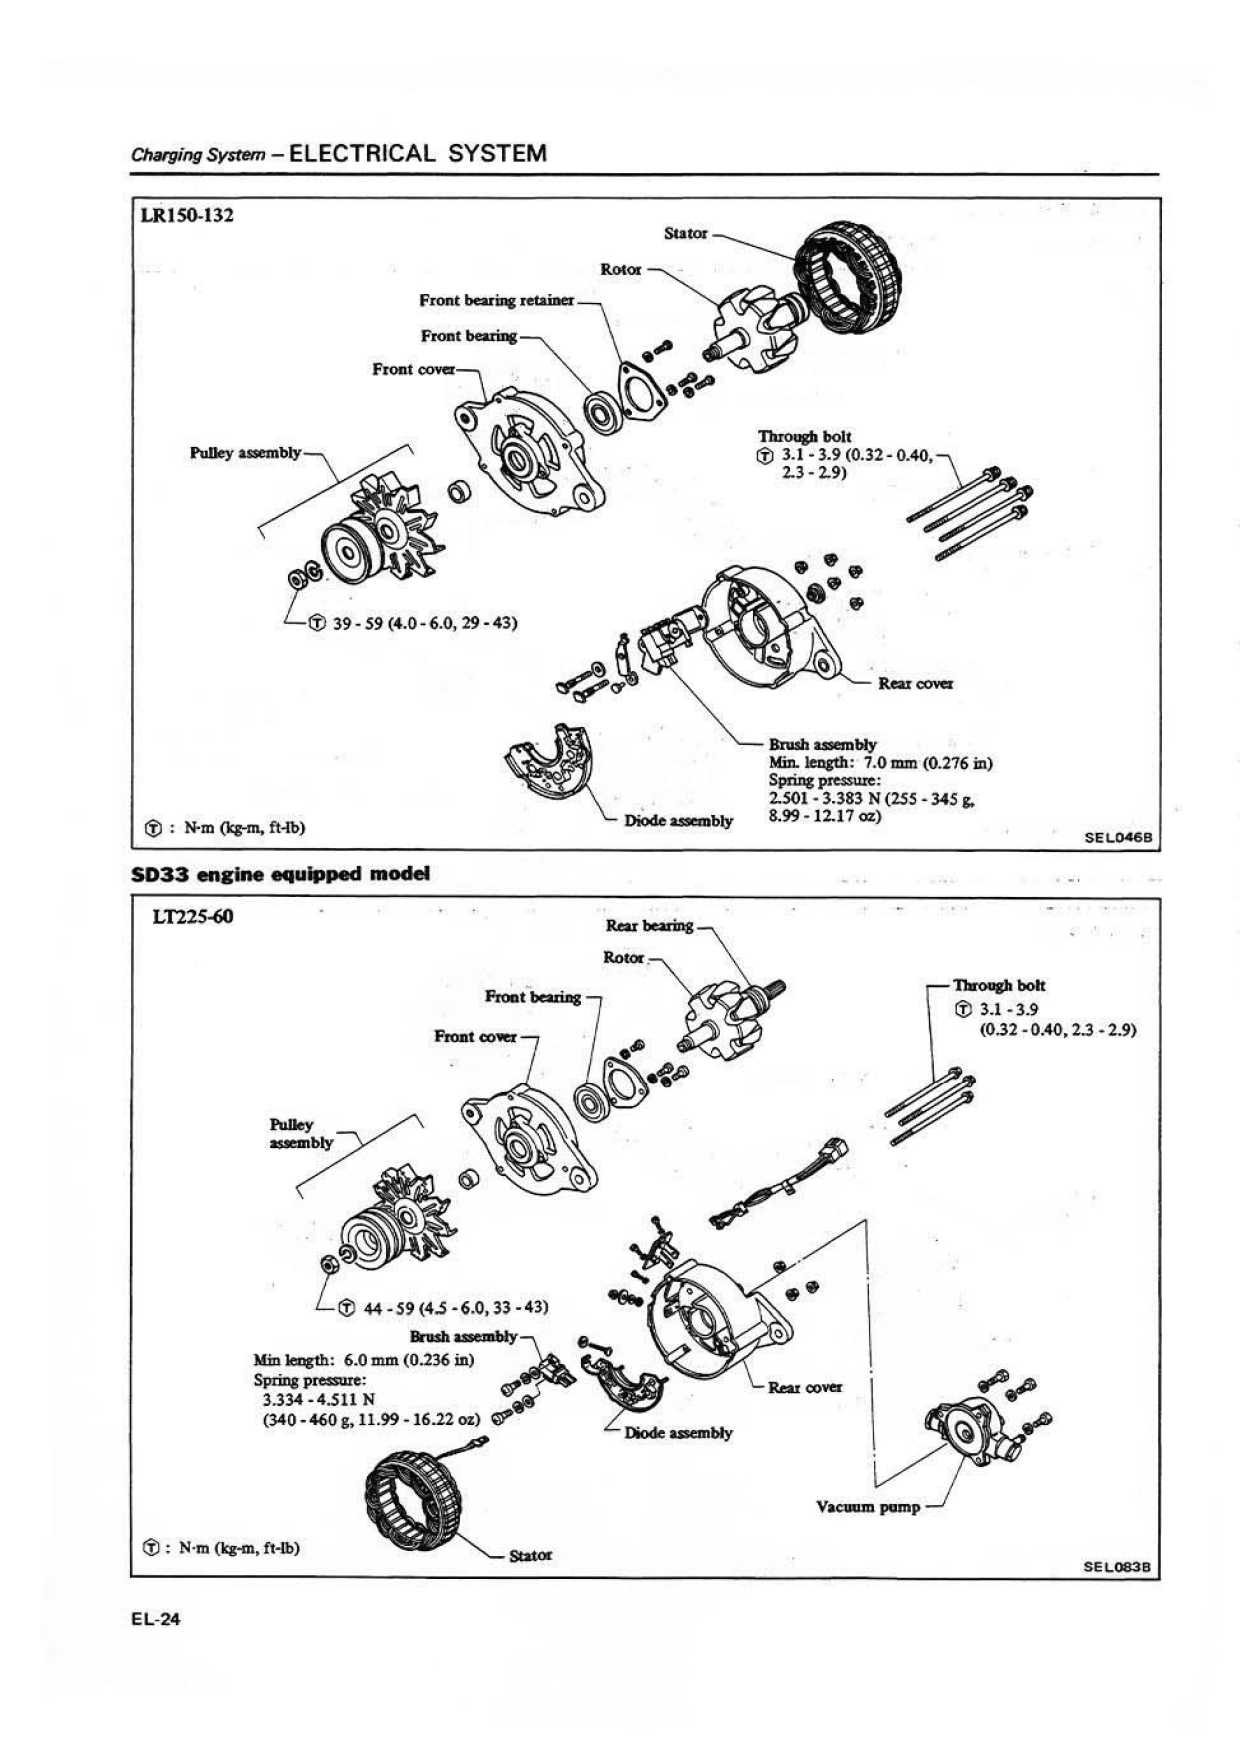 Charging System – ELECTRICAL SYSTEM
LR150-132
Stator
Rotor
Front bearing retainer
Front bearing
Front cover
Pulley assembly
Through bolt
Ⓣ 3.1 - 3.9 (0.32 - 0.40,
2.3 - 2.9)
Ⓣ 39 - 59 (4.0 - 6.0, 29 - 43)
Rear cover
Brush assembly
Min. length: 7.0 mm (0.276 in)
Spring pressure:
2.501 - 3.383 N (255 - 345 g,
8.99 - 12.17 oz)
Diode assembly
Ⓣ : N·m (kg-m, ft-lb)
SEL046B
SD33 engine equipped model
LT225-60
Rear bearing
Rotor
Front bearing
Front cover
Through bolt
Ⓣ 3.1 - 3.9
(0.32 - 0.40, 2.3 - 2.9)
Pulley
assembly
Ⓣ 44 - 59 (4.5 - 6.0, 33 - 43)
Brush assembly
Min length: 6.0 mm (0.236 in)
Spring pressure:
3.334 - 4.511 N
(340 - 460 g, 11.99 - 16.22 oz)
Rear cover
Diode assembly
Vacuum pump
Stator
Ⓣ : N·m (kg-m, ft-lb)
SEL083B
EL-24